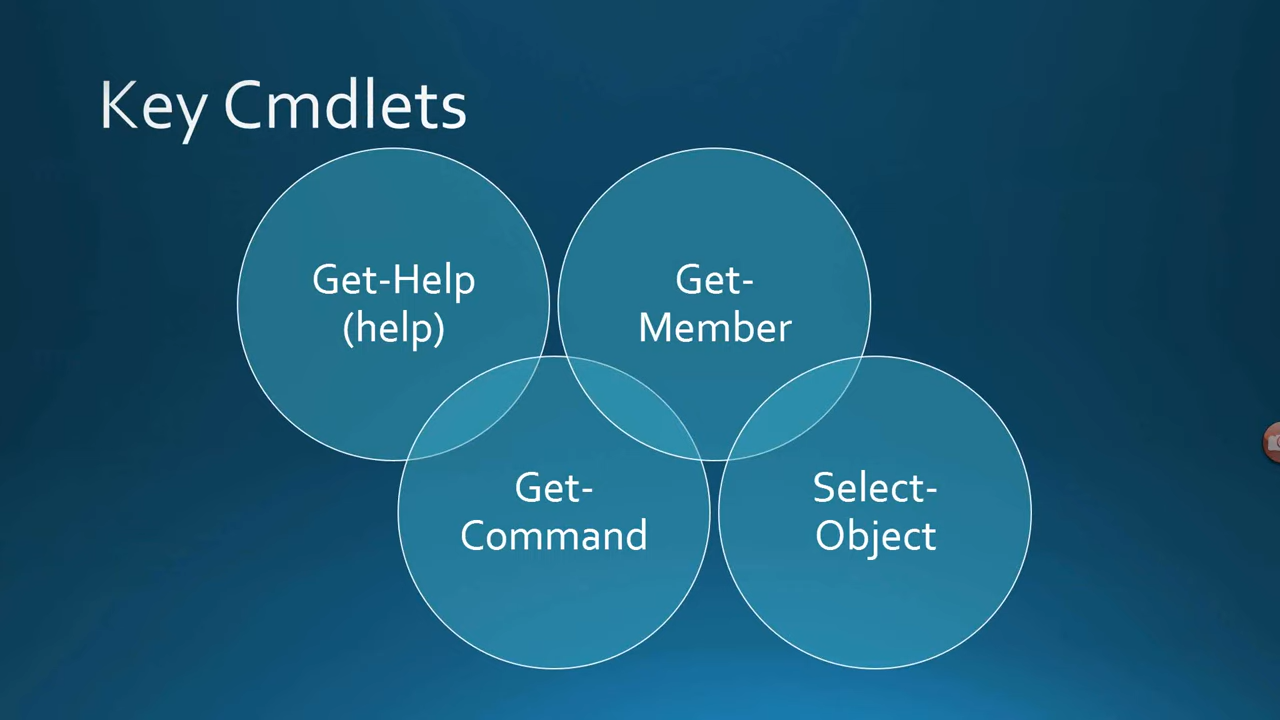 Key Cmdlets
Get-Help
(help)
Get-
Member
Get-
Command
Select-
Object